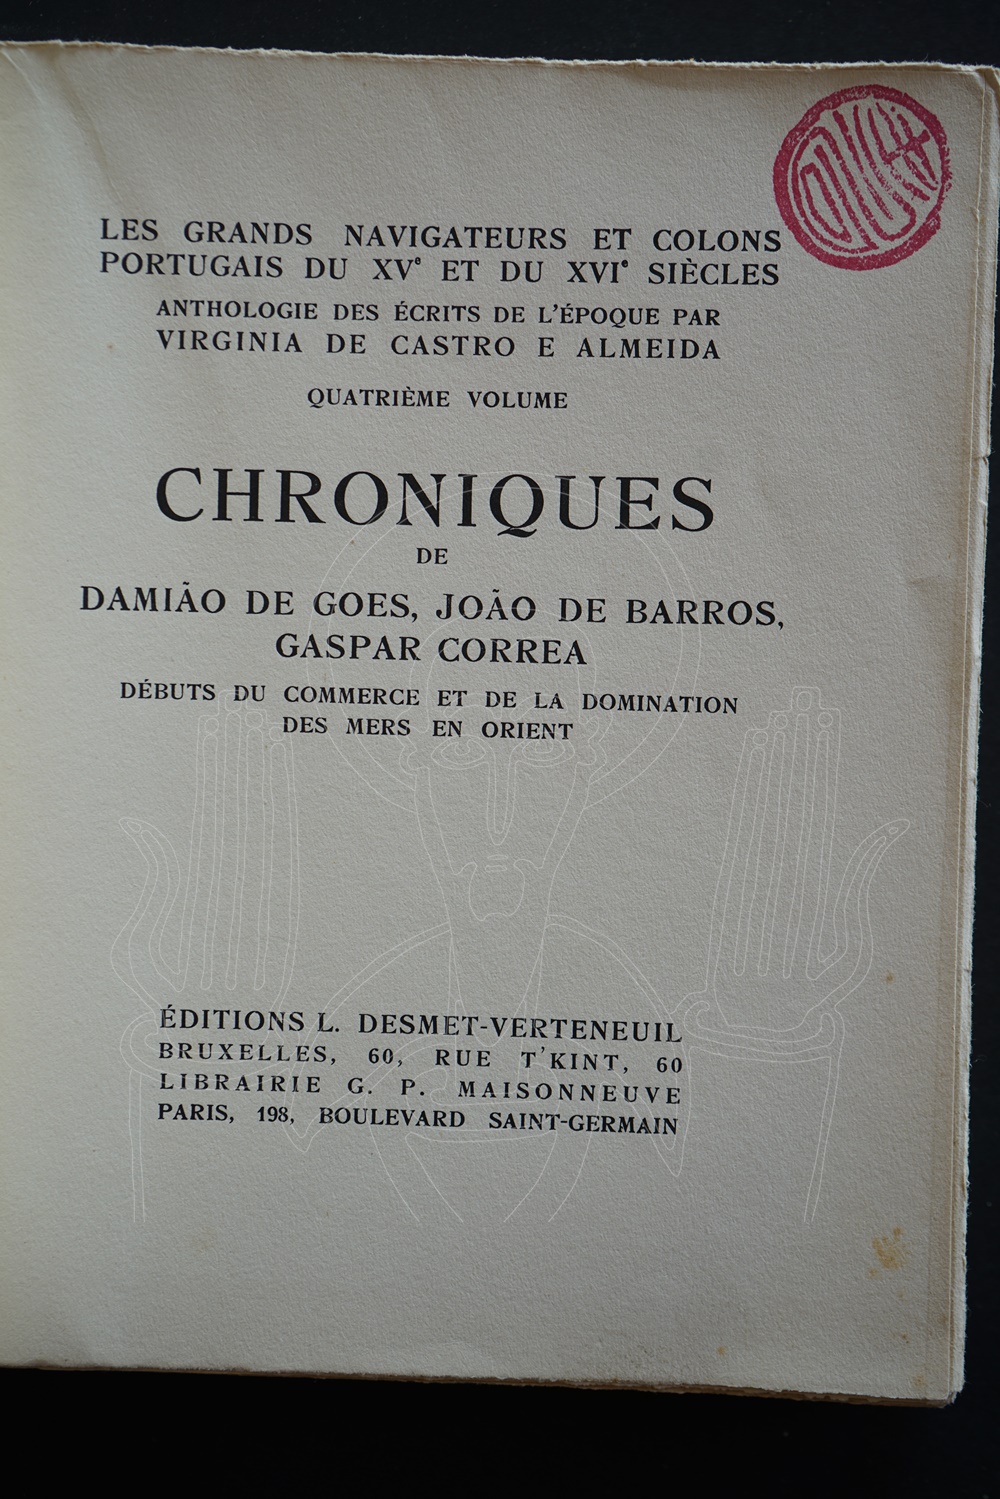 LES GRANDS NAVIGATEURS ET COLONS
PORTUGAIS DU XVe ET DU XVIe SIÈCLES
ANTHOLOGIE DES ÉCRITS DE L'ÉPOQUE PAR
VIRGINIA DE CASTRO E ALMEIDA
QUATRIÈME VOLUME
CHRONIQUES
DE
DAMIÃO DE GOES, JOÃO DE BARROS,
GASPAR CORREA
DÉBUTS DU COMMERCE ET DE LA DOMINATION
DES MERS EN ORIENT
ÉDITIONS L. DESMET-VERTENEUIL
BRUXELLES, 60, RUE T'KINT, 60
LIBRAIRIE G. P. MAISONNEUVE
PARIS, 198, BOULEVARD SAINT-GERMAIN